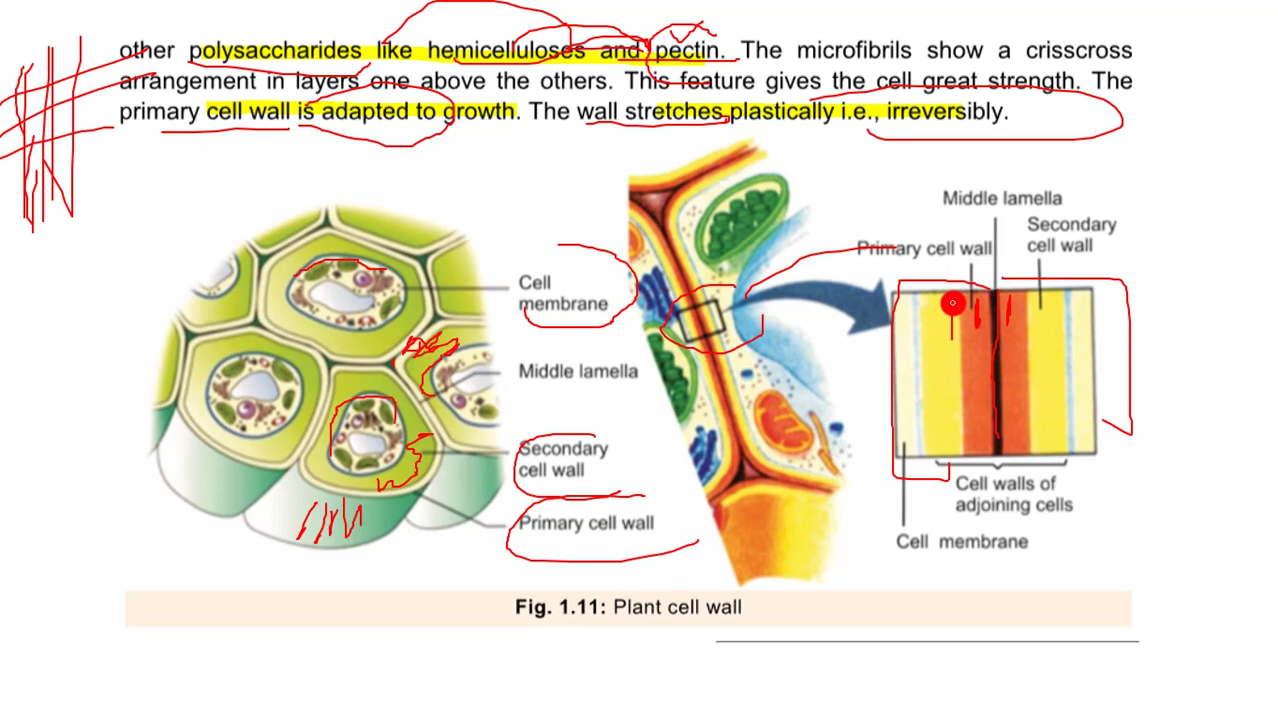 other polysaccharides like hemicelluloses and pectin. The microfibrils show a crisscross
arrangement in layers one above the others. This feature gives the cell great strength. The
primary cell wall is adapted to growth. The wall stretches plastically i.e., irreversibly.
Cell
membrane
Middle lamella
Secondary
cell wall
Primary cell wall
Middle lamella
Secondary
cell wall
Primary cell wall
Cell walls of
adjoining cells
Cell membrane
Fig. 1.11: Plant cell wall